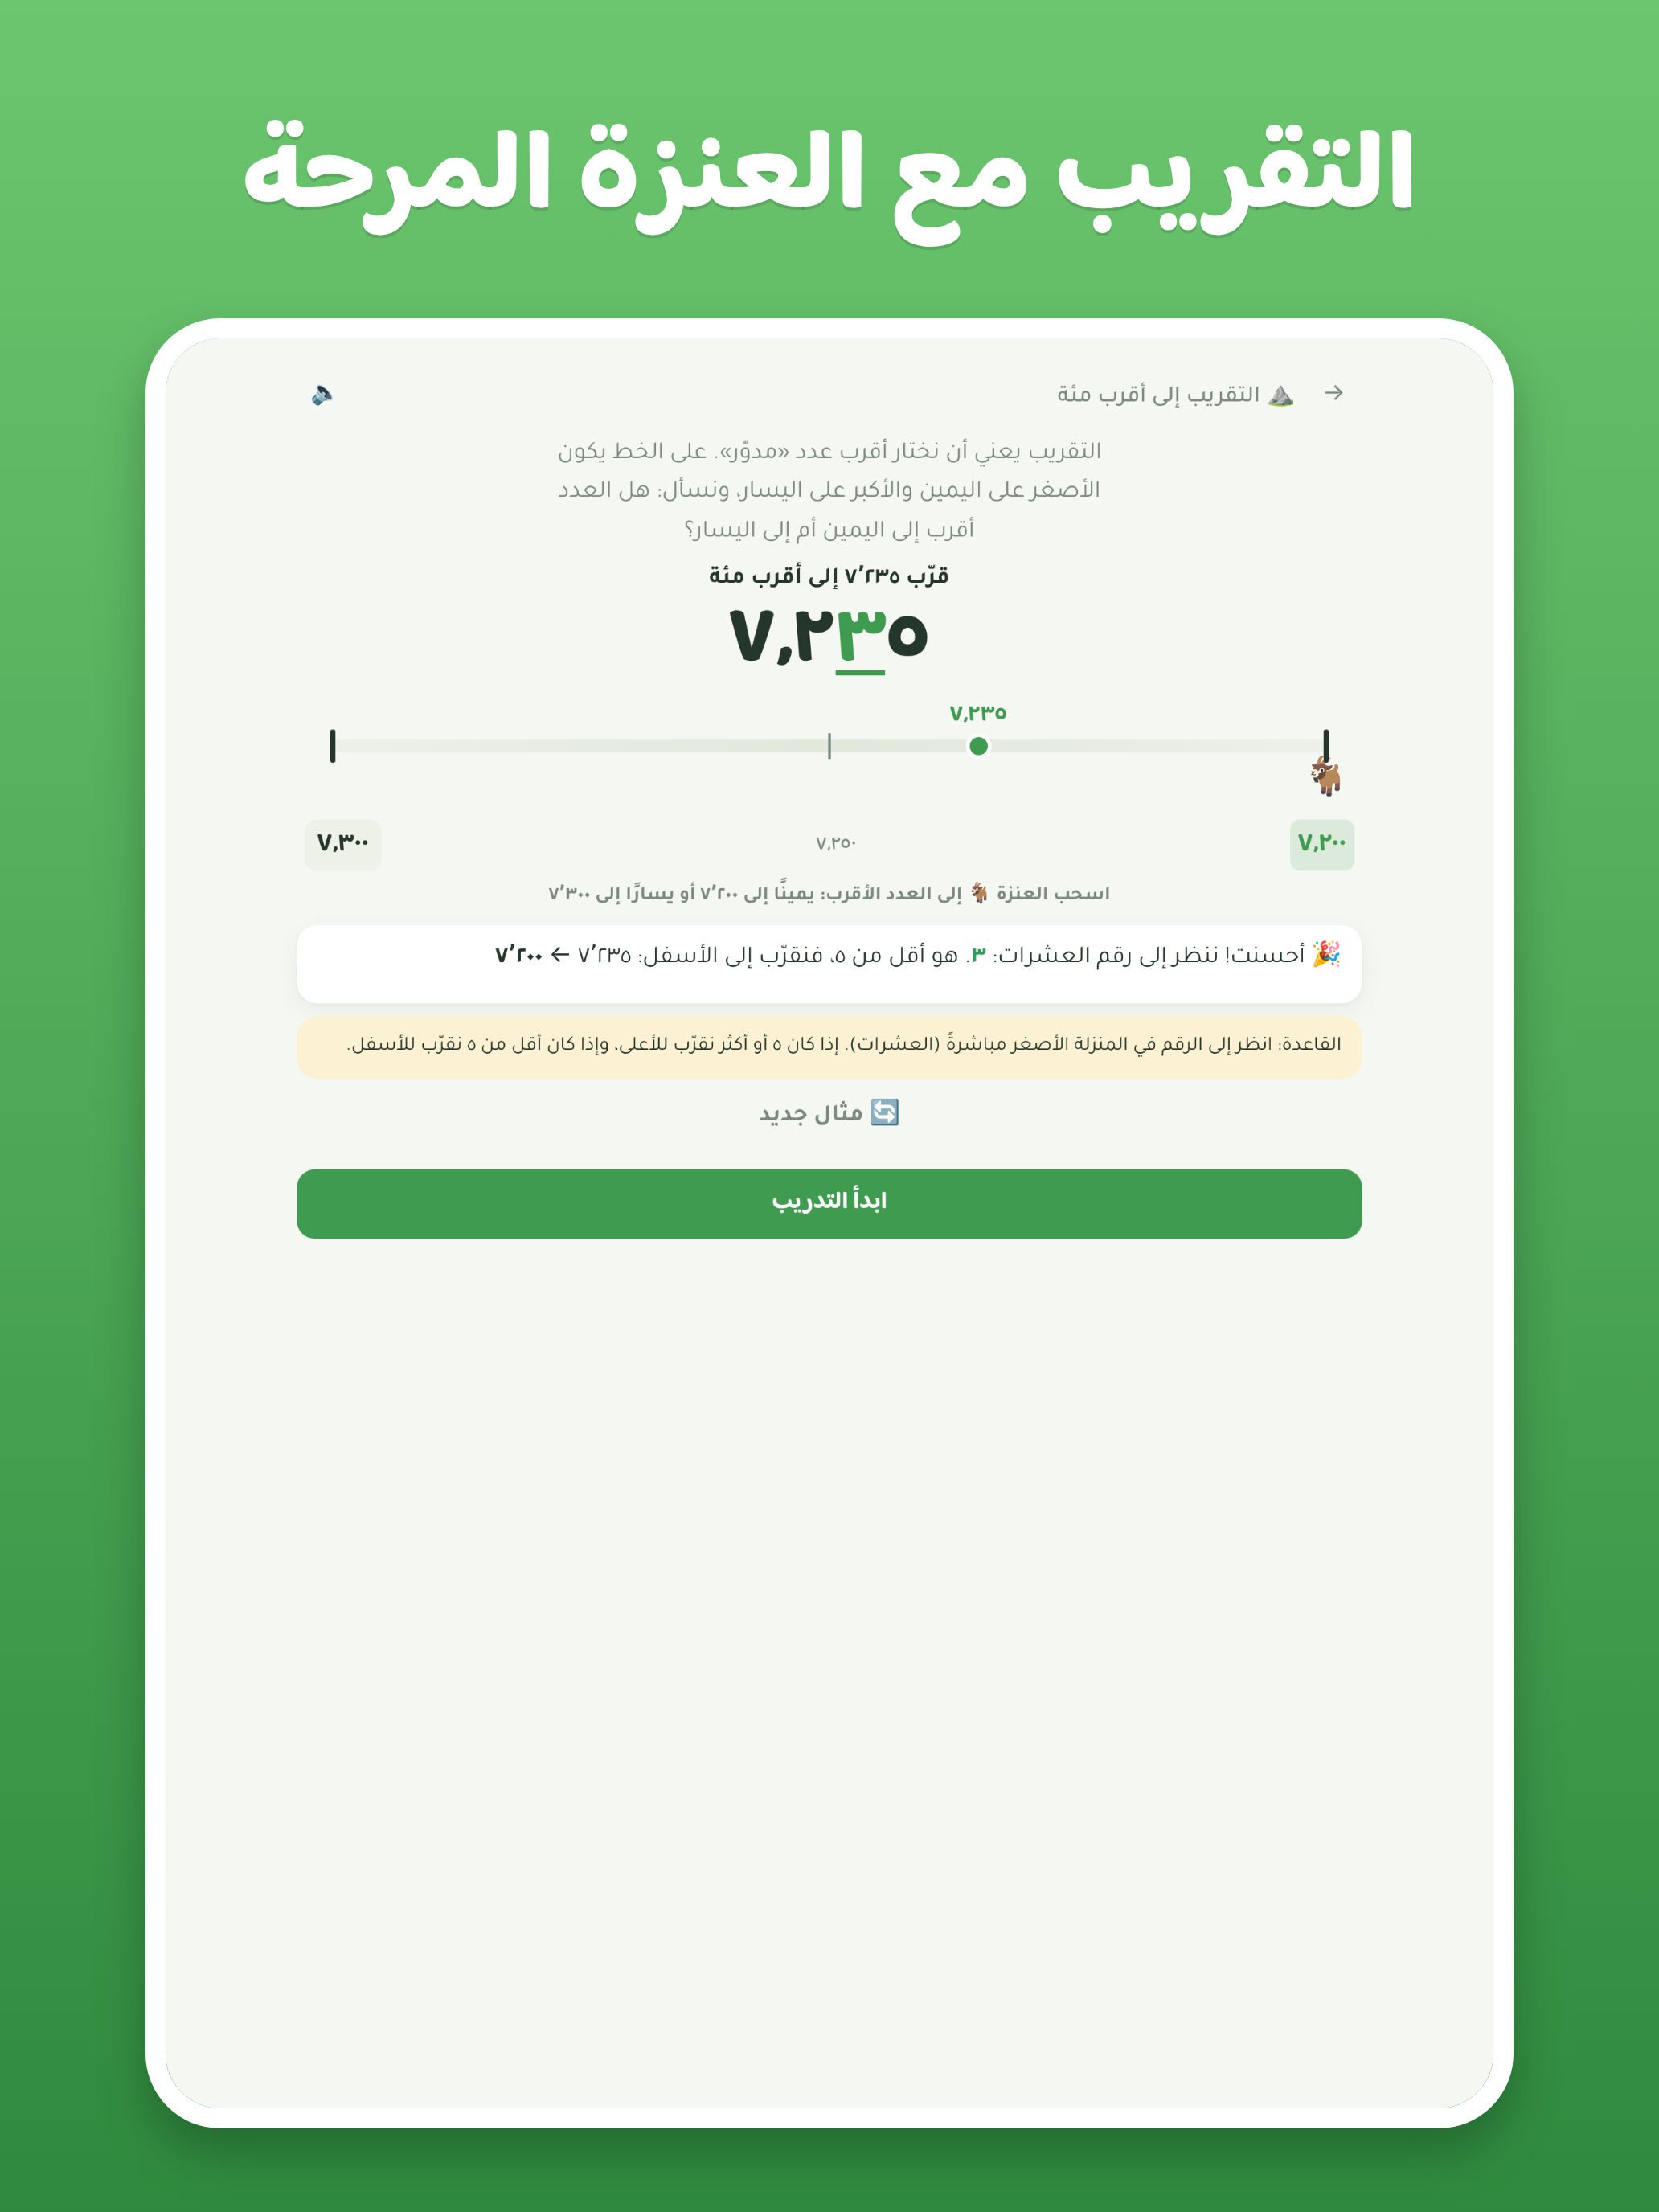 التقريب مع العنزة المرحة
→ ⛰️ التقريب إلى أقرب مئة 🔈
التقريب يعني أن نختار أقرب عدد «مدوّر». على الخط يكون
الأصغر على اليمين والأكبر على اليسار، ونسأل: هل العدد
أقرب إلى اليمين أم إلى اليسار؟
قرّب ٧٬٢٣٥ إلى أقرب مئة
٧,٢٣٥
٧,٢٣٥
🐐
٧,٢٠٠ ٧,٢٥٠ ٧,٣٠٠
اسحب العنزة 🐐 إلى العدد الأقرب: يمينًا إلى ٧٬٢٠٠ أو يسارًا إلى ٧٬٣٠٠
🎉 أحسنت! ننظر إلى رقم العشرات: ٣. هو أقل من ٥، فنقرّب إلى الأسفل: ٧٬٢٣٥ ← ٧٬٢٠٠
القاعدة: انظر إلى الرقم في المنزلة الأصغر مباشرةً (العشرات). إذا كان ٥ أو أكثر نقرّب للأعلى، وإذا كان أقل من ٥ نقرّب للأسفل.
🔄 مثال جديد
ابدأ التدريب